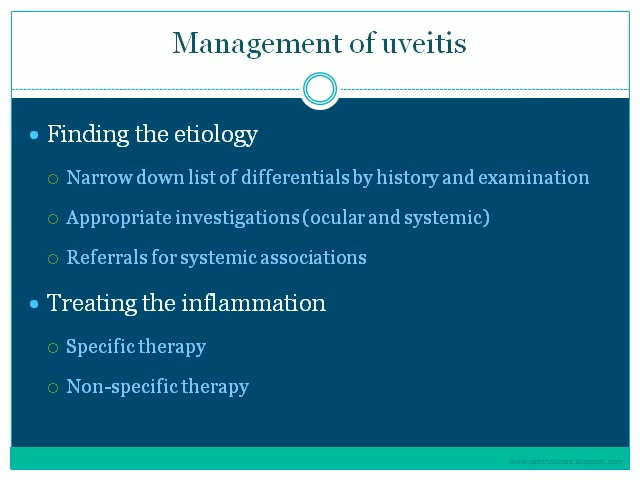 Management of uveitis
Finding the etiology
Narrow down list of differentials by history and examination
Appropriate investigations (ocular and systemic)
Referrals for systemic associations
Treating the inflammation
Specific therapy
Non-specific therapy